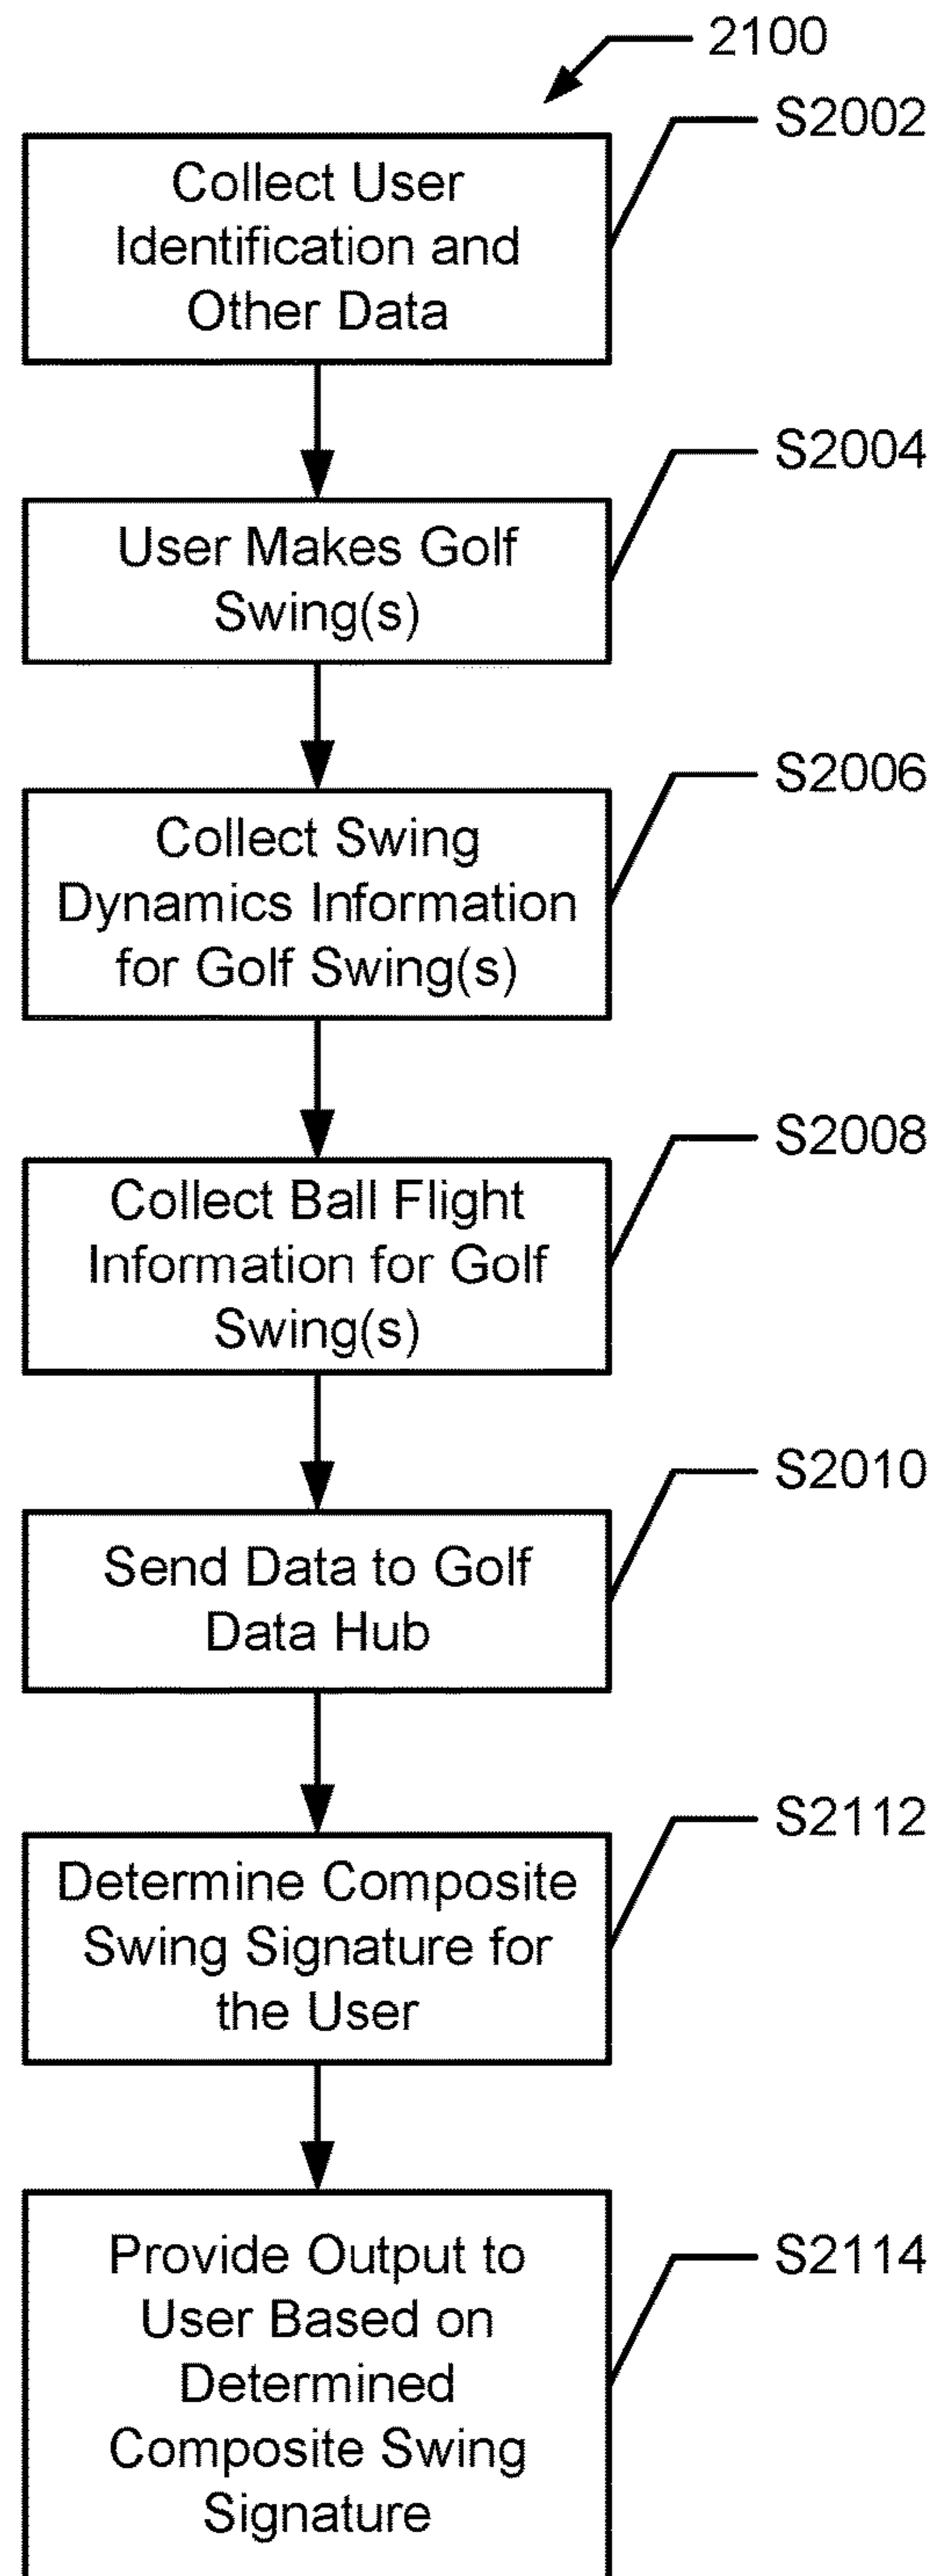 2100
S2002
Collect User
Identification and
Other Data
S2004
User Makes Golf
Swing(s)
S2006
Collect Swing
Dynamics Information
for Golf Swing(s)
S2008
Collect Ball Flight
Information for Golf
Swing(s)
S2010
Send Data to Golf
Data Hub
S2112
Determine Composite
Swing Signature for
the User
S2114
Provide Output to
User Based on
Determined
Composite Swing
Signature